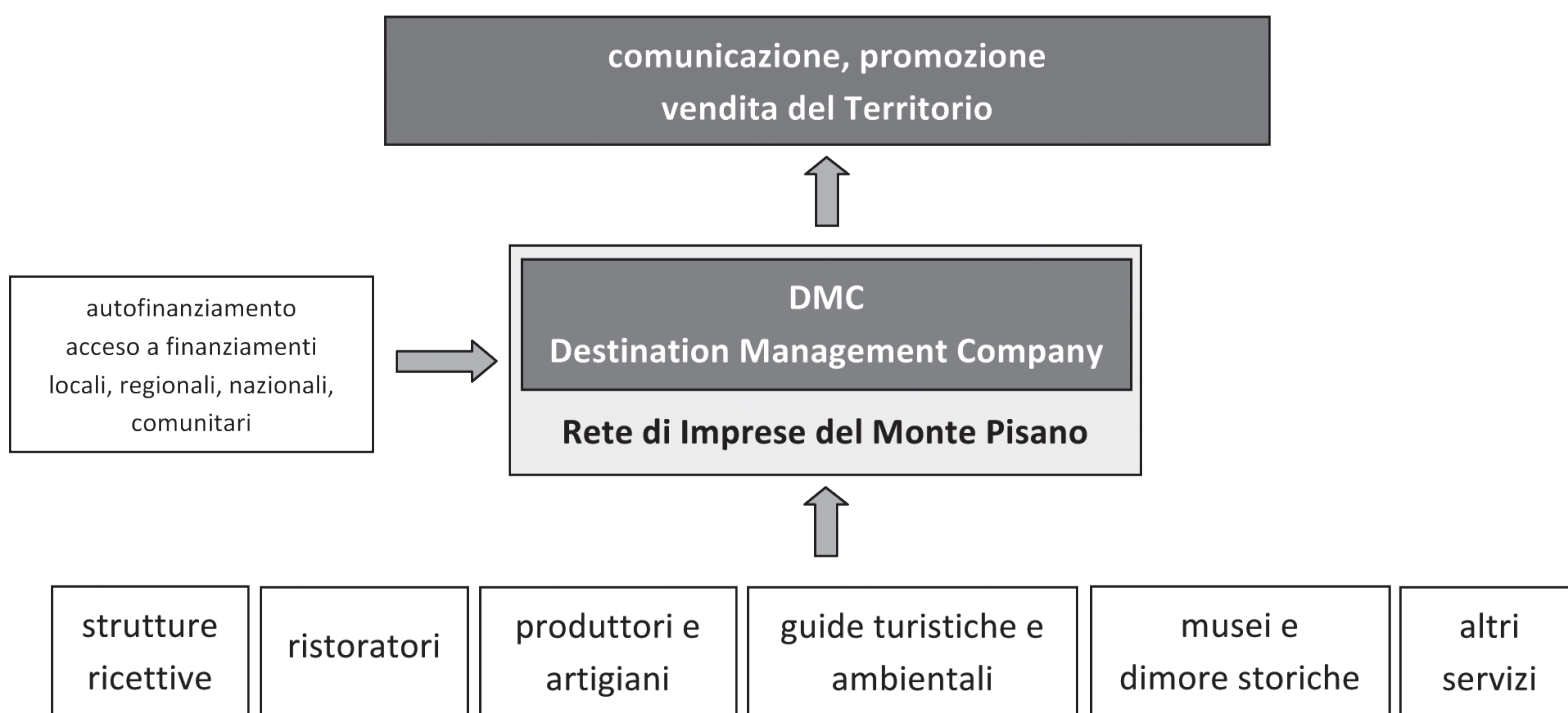 comunicazione, promozione
vendita del Territorio
autofinanziamento
acceso a finanziamenti
locali, regionali, nazionali,
comunitari
DMC
Destination Management Company
Rete di Imprese del Monte Pisano
strutture
ricettive
ristoratori
produttori e
artigiani
guide turistiche e
ambientali
musei e
dimore storiche
altri
servizi